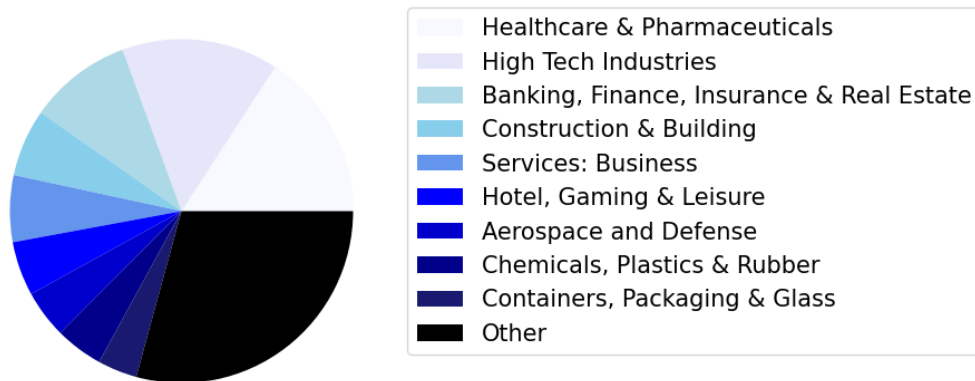 Healthcare & Pharmaceuticals
High Tech Industries
Banking, Finance, Insurance & Real Estate
Construction & Building
Services: Business
Hotel, Gaming & Leisure
Aerospace and Defense
Chemicals, Plastics & Rubber
Containers, Packaging & Glass
Other